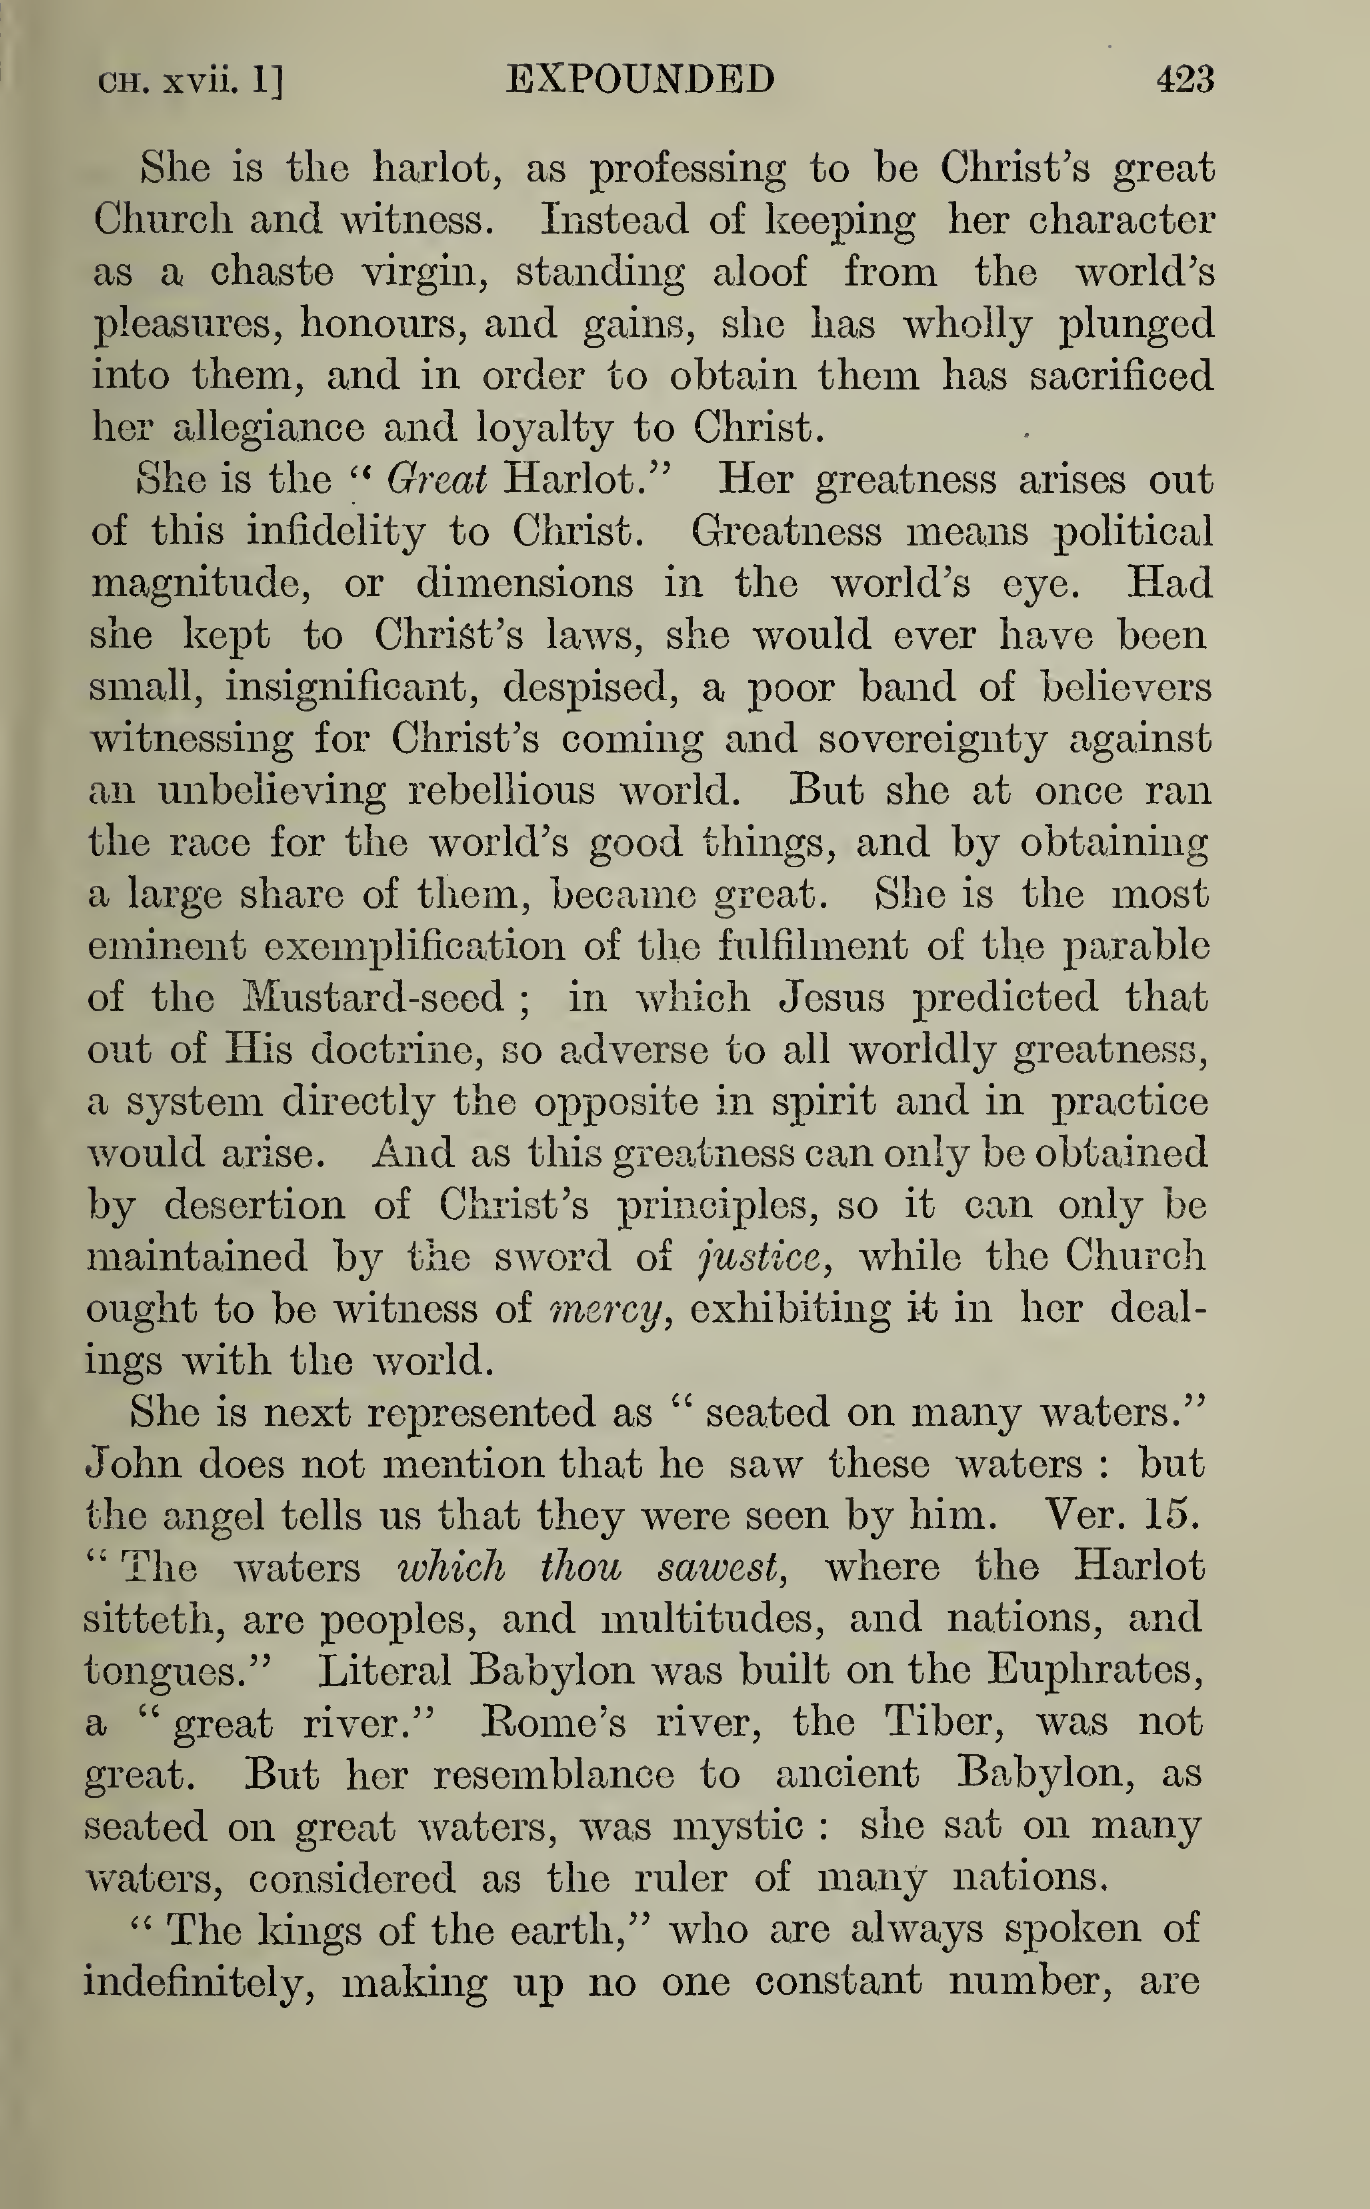 CH. xvii. 1] EXPOUNDED 423
She is the harlot, as professing to be Christ's great
Church and witness. Instead of keeping her character
as a chaste virgin, standing aloof from the world's
pleasures, honours, and gains, she has wholly plunged
into them, and in order to obtain them has sacrificed
her allegiance and loyalty to Christ.
She is the " Great Harlot." Her greatness arises out
of this infidelity to Christ. Greatness means political
magnitude, or dimensions in the world's eye. Had
she kept to Christ's laws, she would ever have been
small, insignificant, despised, a poor band of believers
witnessing for Christ's coming and sovereignty against
an unbelieving rebellious world. But she at once ran
the race for the world's good things, and by obtaining
a large share of them, became great. She is the most
eminent exemplification of the fulfilment of the parable
of the Mustard-seed ; in which Jesus predicted that
out of His doctrine, so adverse to all worldly greatness,
a system directly the opposite in spirit and in practice
would arise. And as this greatness can only be obtained
by desertion of Christ's principles, so it can only be
maintained by the sword of justice, while the Church
ought to be witness of mercy, exhibiting it in her deal-
ings with the world.
She is next represented as " seated on many waters."
John does not mention that he saw these waters : but
the angel tells us that they were seen by him. Ver. 15.
" The waters which thou sawest, where the Harlot
sitteth, are peoples, and multitudes, and nations, and
tongues." Literal Babylon was built on the Euphrates,
a " great river." Rome's river, the Tiber, was not
great. But her resemblance to ancient Babylon, as
seated on great waters, was mystic : she sat on many
waters, considered as the ruler of many nations.
" The kings of the earth," who are always spoken of
indefinitely, making up no one constant number, are